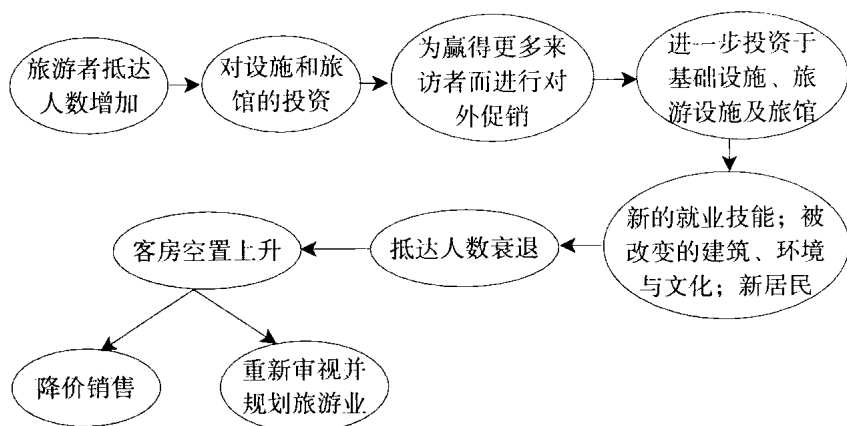 旅游者抵达
人数增加
对设施和旅
馆的投资
为赢得更多来
访者而进行对
外促销
进一步投资于
基础设施、旅
游设施及旅馆
新的就业技能；被
改变的建筑、环境
与文化；新居民
抵达人数衰退
客房空置上升
降价销售
重新审视并
规划旅游业